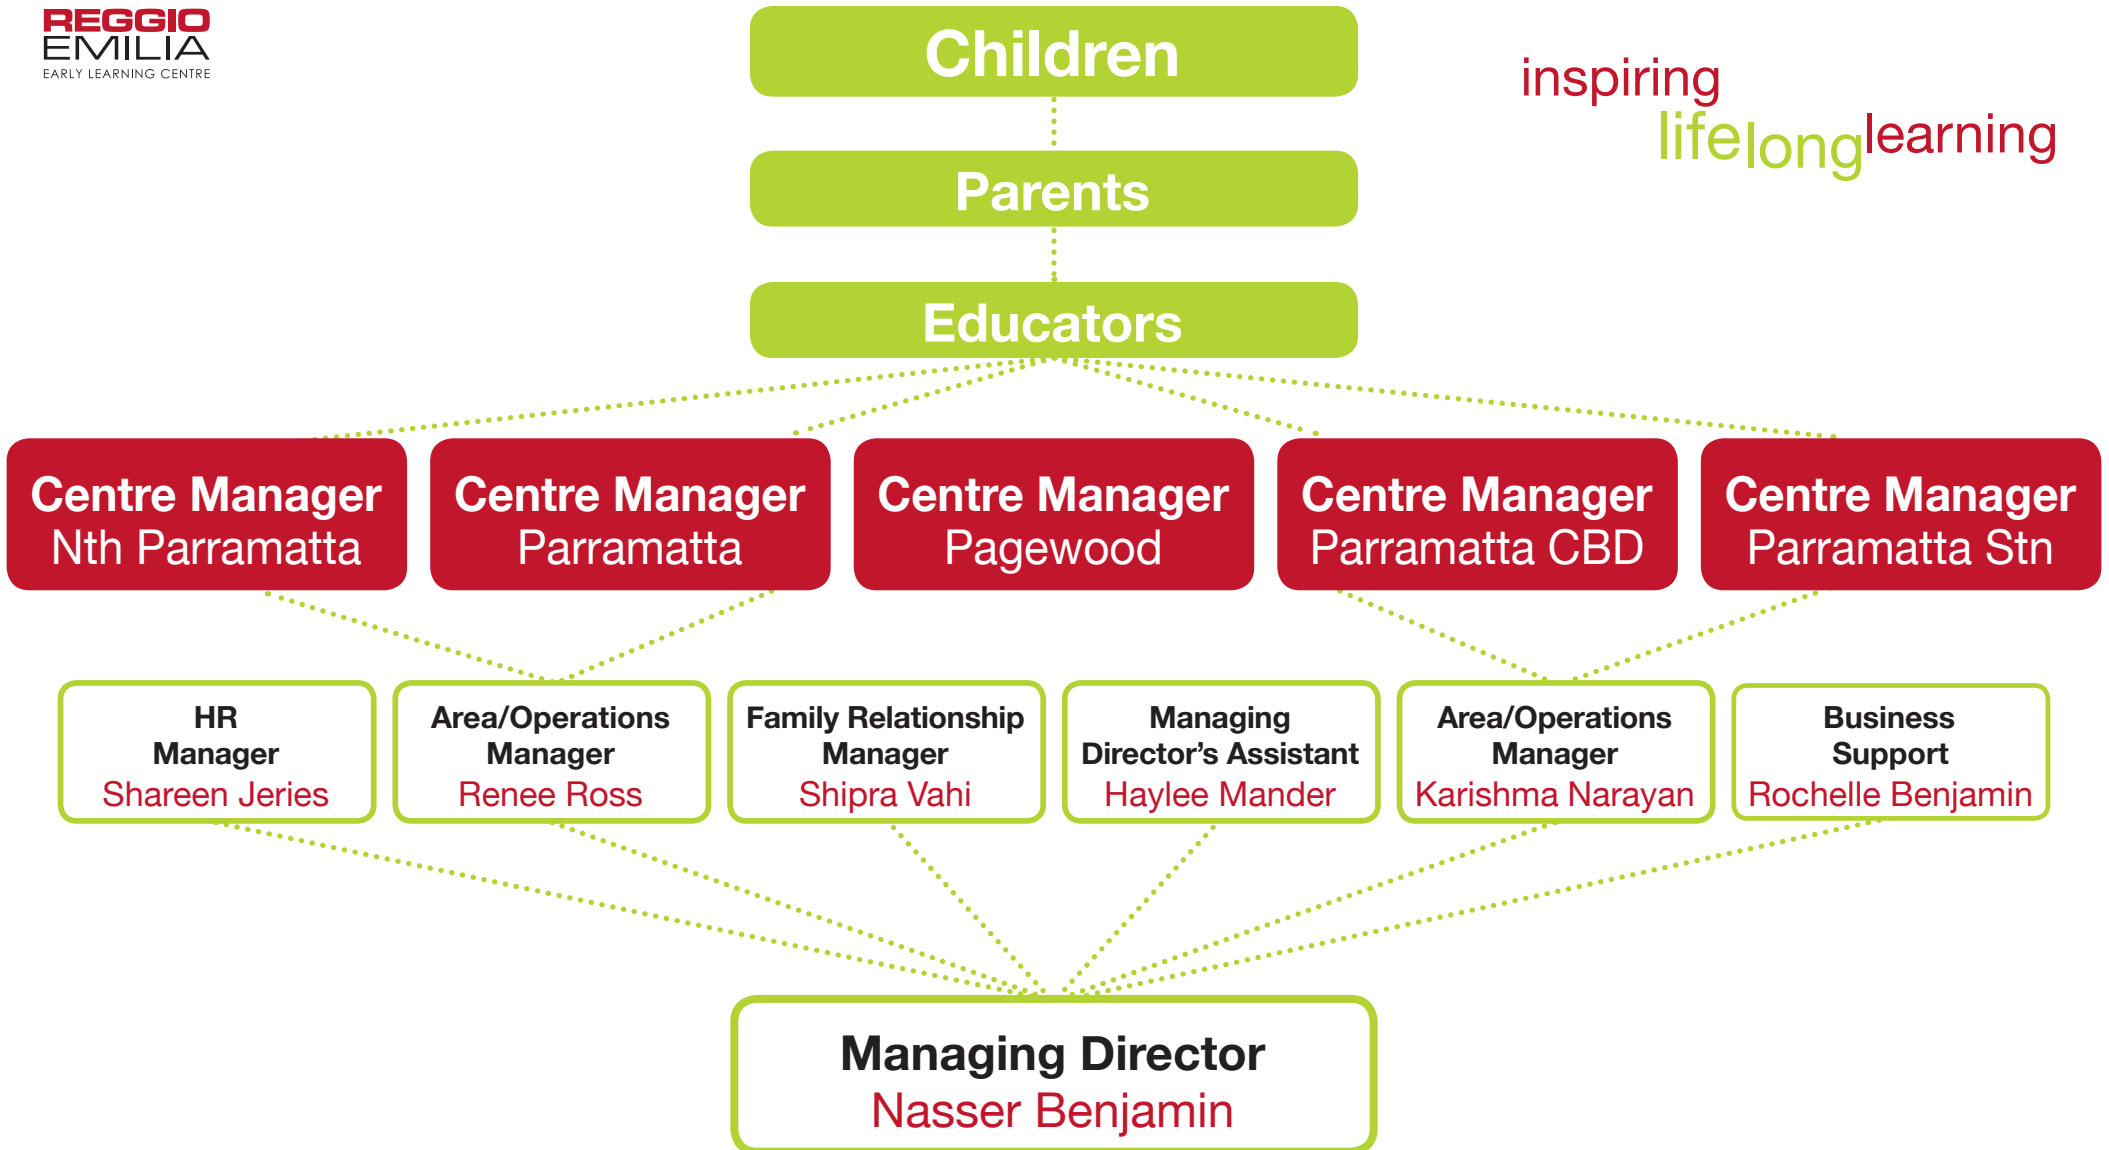 REGGIO
EMILIA
EARLY LEARNING CENTRE
inspiring
lifelonglearning
Children
Parents
Educators
Centre Manager
Nth Parramatta
Centre Manager
Parramatta
Centre Manager
Pagewood
Centre Manager
Parramatta CBD
Centre Manager
Parramatta Stn
HR
Manager
Shareen Jeries
Area/Operations
Manager
Renee Ross
Family Relationship
Manager
Shipra Vahi
Managing
Director’s Assistant
Haylee Mander
Area/Operations
Manager
Karishma Narayan
Business
Support
Rochelle Benjamin
Managing Director
Nasser Benjamin